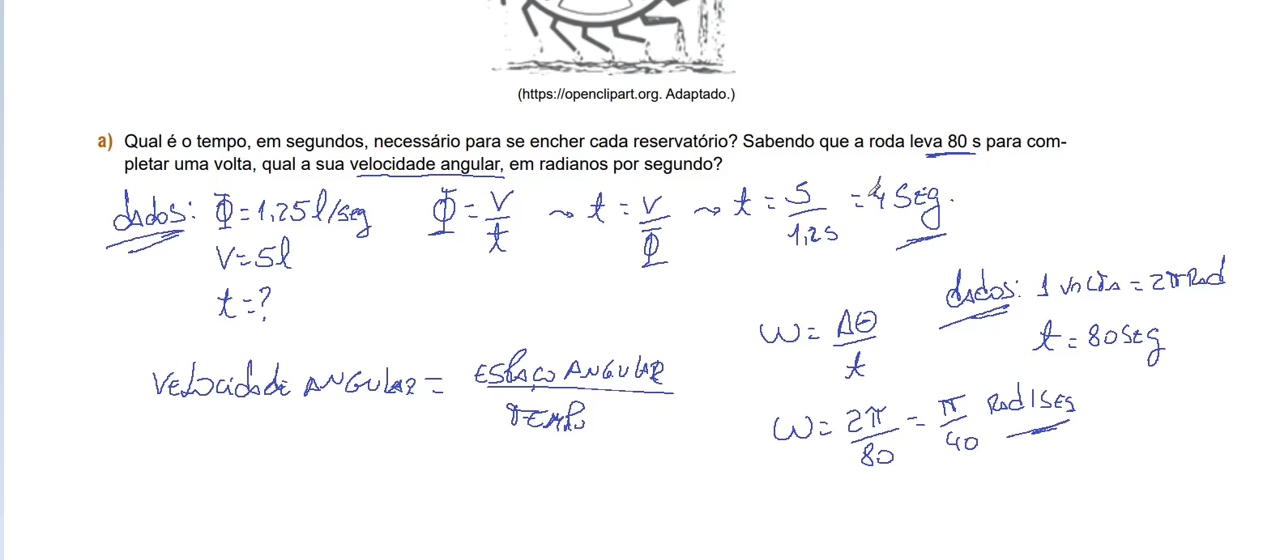 (https://openclipart.org. Adaptado.)
a) Qual é o tempo, em segundos, necessário para se encher cada reservatório? Sabendo que a roda leva 80 s para com-
pletar uma volta, qual a sua velocidade angular, em radianos por segundo?
dados: Φ = 1,25 l/seg Φ = V/t ⇝ t = V/Φ ⇝ t = 5/1,25 = 4 seg.
V = 5l
t = ?
dados: 1 volta = 2π Rad
t = 80 seg
ω = Δθ/t
VELOCIDADE ANGULAR = ESPAÇO ANGULAR/TEMPO
ω = 2π/80 = π/40 Rad/seg